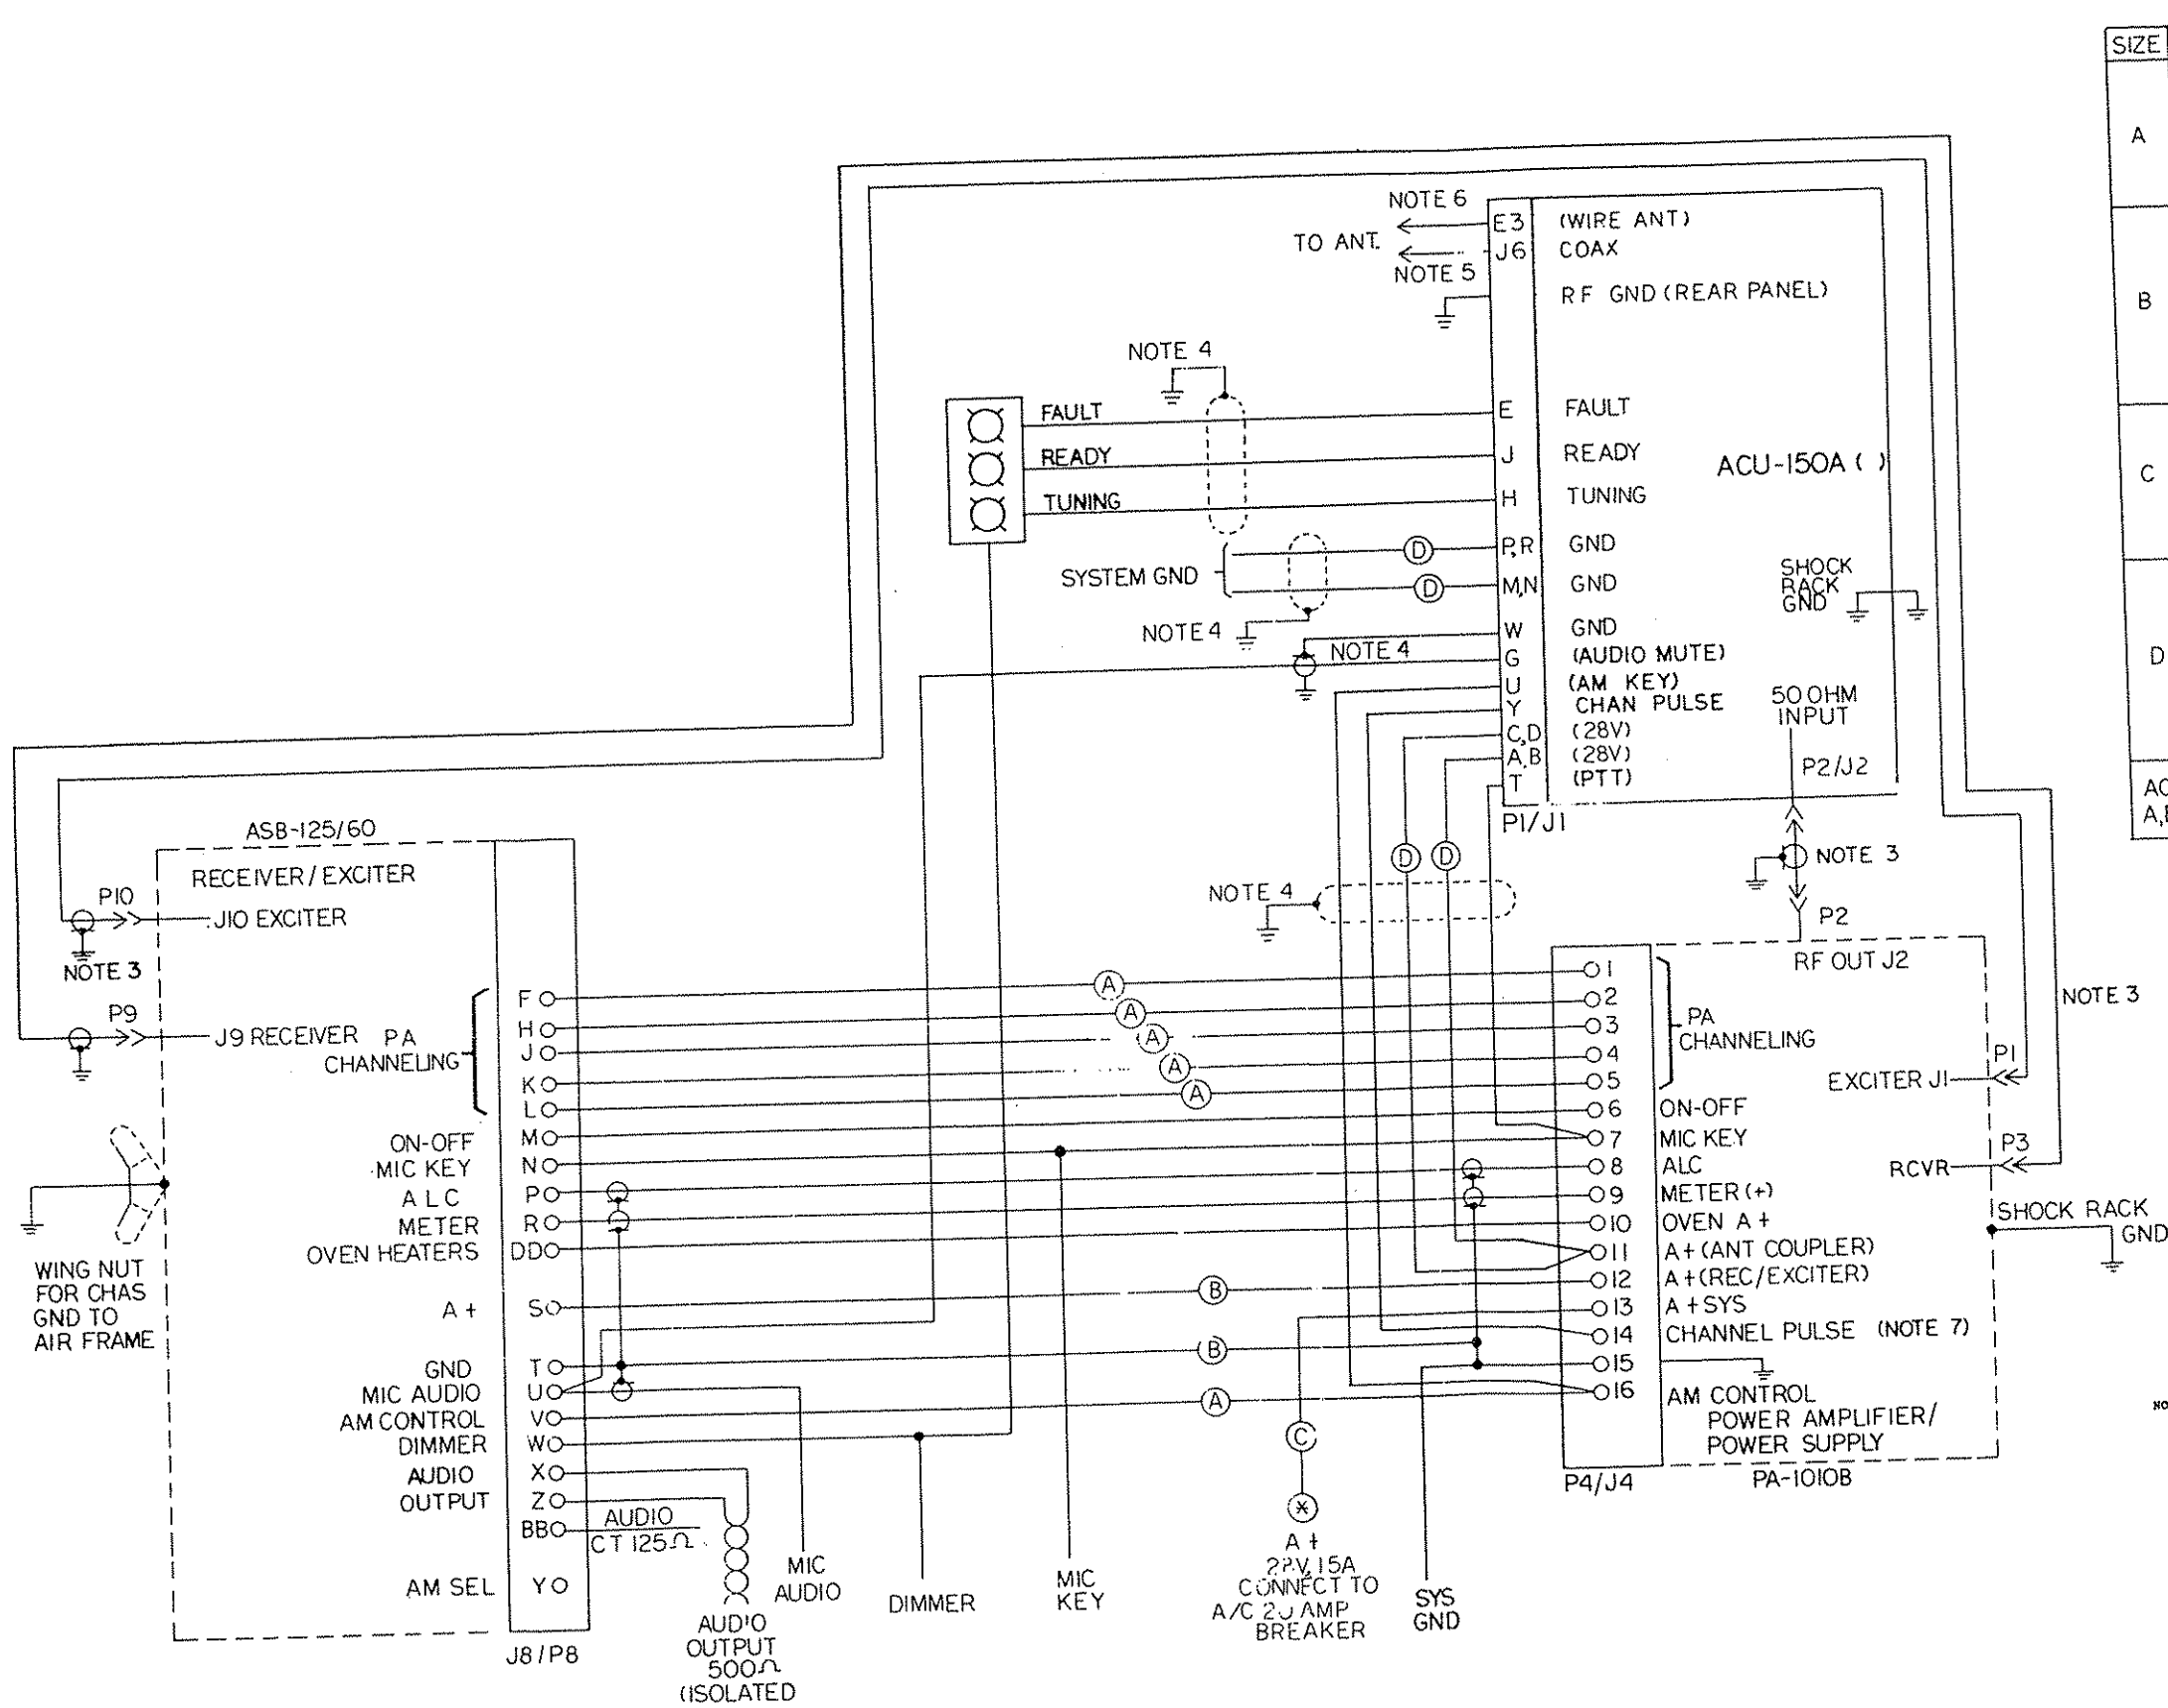 SIZE
A
B
C
D
NOTE 6
TO ANT.
NOTE 5
E3 (WIRE ANT)
J6 COAX
RF GND (REAR PANEL)
NOTE 4
FAULT
READY
TUNING
E FAULT
J READY
H TUNING
ACU-150A ( )
SYSTEM GND
D
D
P,R GND
M,N GND
SHOCK
RACK
GND
NOTE 4
NOTE 4
W GND
G (AUDIO MUTE)
U (AM KEY)
Y CHAN PULSE
C,D (28V)
A,B (28V)
T (PTT)
50 OHM
INPUT
P2/J2
P1/J1
D D
NOTE 3
NOTE 4
P2
RF OUT J2
ASB-125/60
RECEIVER/EXCITER
P10
J10 EXCITER
NOTE 3
P9
J9 RECEIVER
PA
CHANNELING
F
H
J
K
L
ON-OFF M
MIC KEY N
ALC P
METER R
OVEN HEATERS DD
A+ S
GND T
MIC AUDIO U
AM CONTROL V
DIMMER W
AUDIO X
OUTPUT Z
BB AUDIO
CT 125Ω
AM SEL Y
J8/P8
WING NUT
FOR CHAS
GND TO
AIR FRAME
A
A
A
A
A
B
B
A
C
*
1
2
3
4
5
PA
CHANNELING
6 ON-OFF
7 MIC KEY
8 ALC
9 METER (+)
10 OVEN A+
11 A+ (ANT COUPLER)
12 A+ (REC/EXCITER)
13 A+ SYS
14 CHANNEL PULSE (NOTE 7)
15
16 AM CONTROL
POWER AMPLIFIER/
POWER SUPPLY
P4/J4
PA-1010B
EXCITER J1
P1
NOTE 3
RCVR
P3
SHOCK RACK
GND
AUDIO
OUTPUT
500Ω
(ISOLATED
MIC
AUDIO
DIMMER
MIC
KEY
A+
CONNECT TO
A/C AMP
BREAKER
SYS
GND